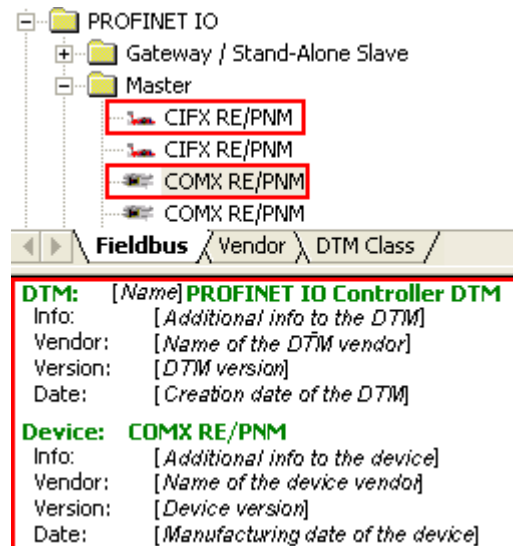 PROFINET IO
Gateway / Stand-Alone Slave
Master
CIFX RE/PNM
CIFX RE/PNM
COMX RE/PNM
COMX RE/PNM
Fieldbus / Vendor \ DTM Class /
DTM: [Name] PROFINET IO Controller DTM
Info: [Additional info to the DTM]
Vendor: [Name of the DTM vendor]
Version: [DTM version]
Date: [Creation date of the DTM]
Device: COMX RE/PNM
Info: [Additional info to the device]
Vendor: [Name of the device vendor]
Version: [Device version]
Date: [Manufacturing date of the device]